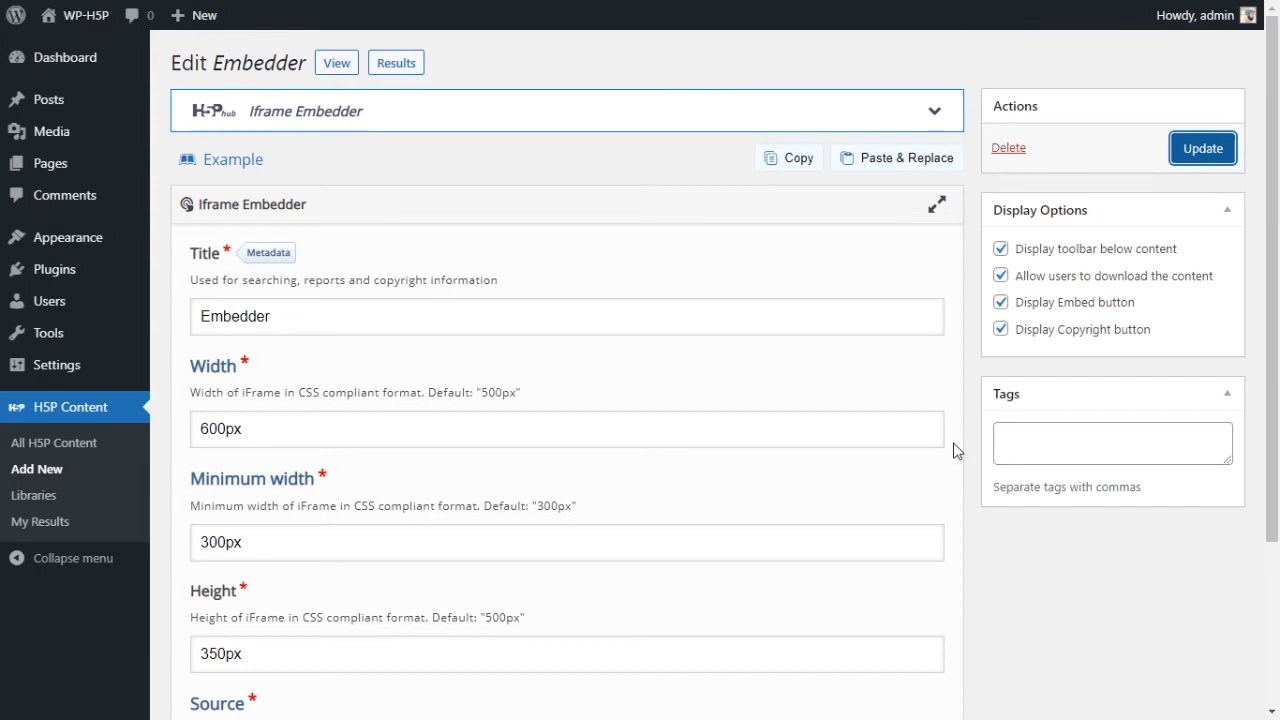 WP-H5P
0
New
Howdy, admin
Dashboard
Posts
Media
Pages
Comments
Appearance
Plugins
Users
Tools
Settings
H5P Content
All H5P Content
Add New
Libraries
My Results
Collapse menu
Edit Embedder
View
Results
H5P hub
Iframe Embedder
Example
Copy
Paste & Replace
Iframe Embedder
Title *
Metadata
Used for searching, reports and copyright information
Embedder
Width *
Width of iFrame in CSS compliant format. Default: "500px"
600px
Minimum width *
Minimum width of iFrame in CSS compliant format. Default: "300px"
300px
Height *
Height of iFrame in CSS compliant format. Default: "500px"
350px
Source *
Actions
Delete
Update
Display Options
Display toolbar below content
Allow users to download the content
Display Embed button
Display Copyright button
Tags
Separate tags with commas